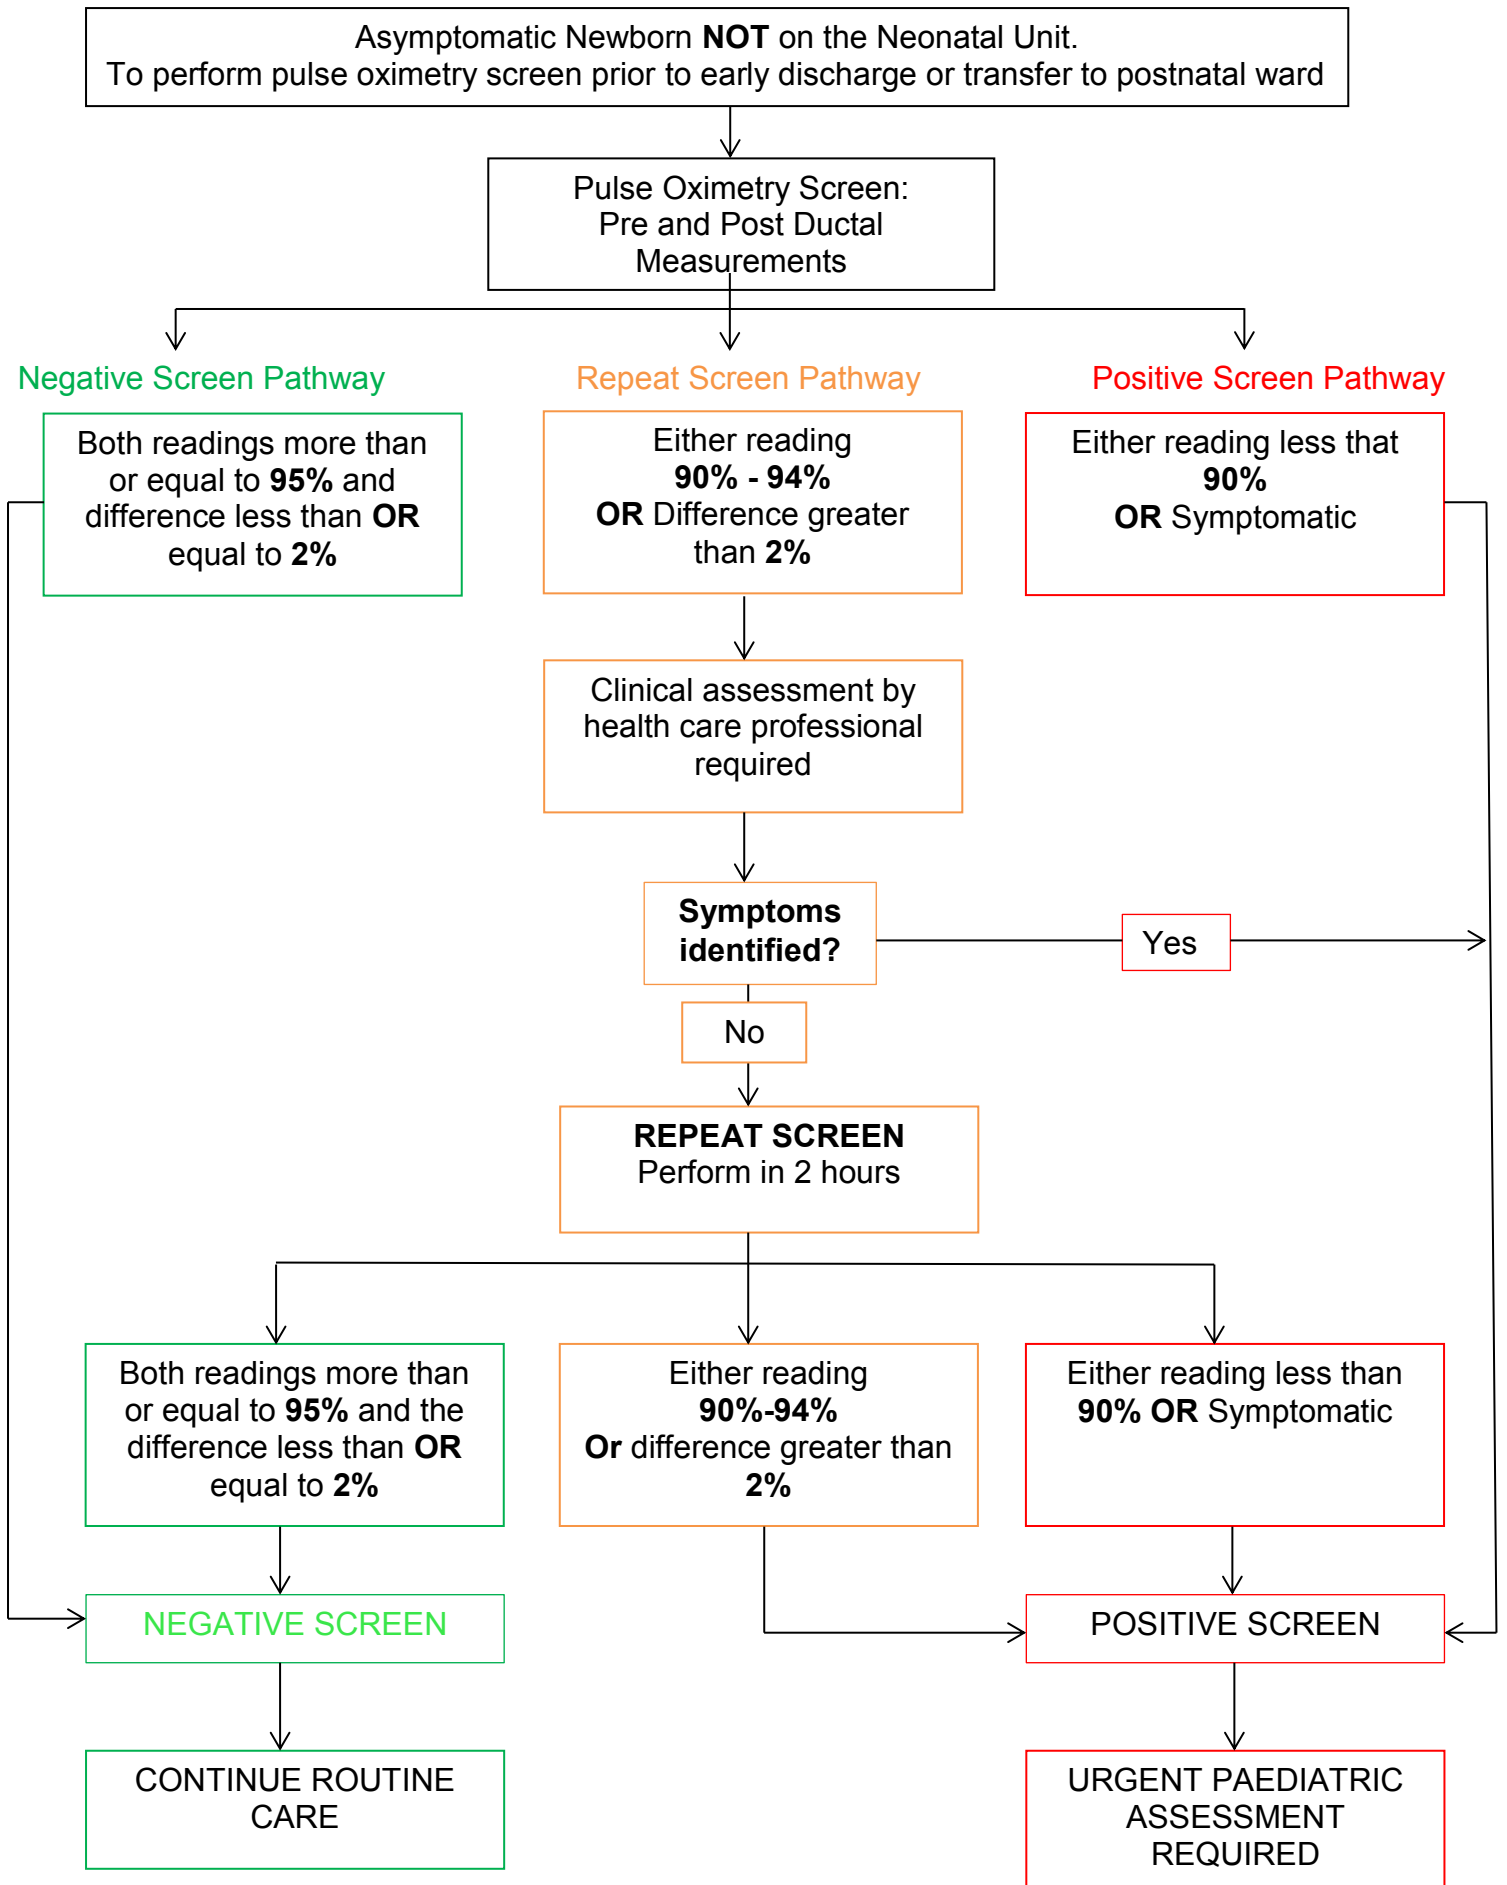 Asymptomatic Newborn NOT on the Neonatal Unit.
To perform pulse oximetry screen prior to early discharge or transfer to postnatal ward
Pulse Oximetry Screen:
Pre and Post Ductal
Measurements
Negative Screen Pathway
Both readings more than
or equal to 95% and
difference less than OR
equal to 2%
Repeat Screen Pathway
Either reading
90% - 94%
OR Difference greater
than 2%
Positive Screen Pathway
Either reading less that
90%
OR Symptomatic
Clinical assessment by
health care professional
required
Symptoms
identified?
Yes
No
REPEAT SCREEN
Perform in 2 hours
Both readings more than
or equal to 95% and the
difference less than OR
equal to 2%
Either reading
90%-94%
Or difference greater than
2%
Either reading less than
90% OR Symptomatic
NEGATIVE SCREEN
POSITIVE SCREEN
CONTINUE ROUTINE
CARE
URGENT PAEDIATRIC
ASSESSMENT
REQUIRED